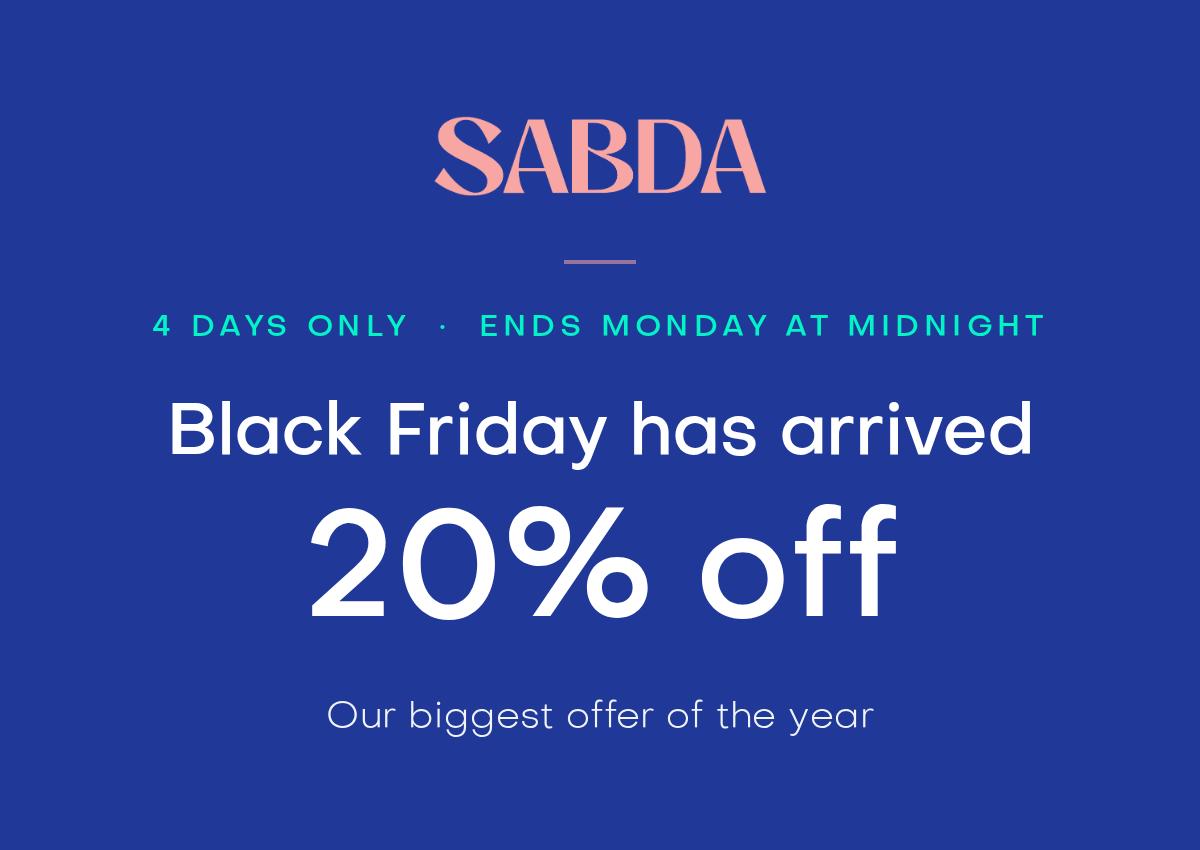 SABDA
4 DAYS ONLY · ENDS MONDAY AT MIDNIGHT
Black Friday has arrived
20% off
Our biggest offer of the year